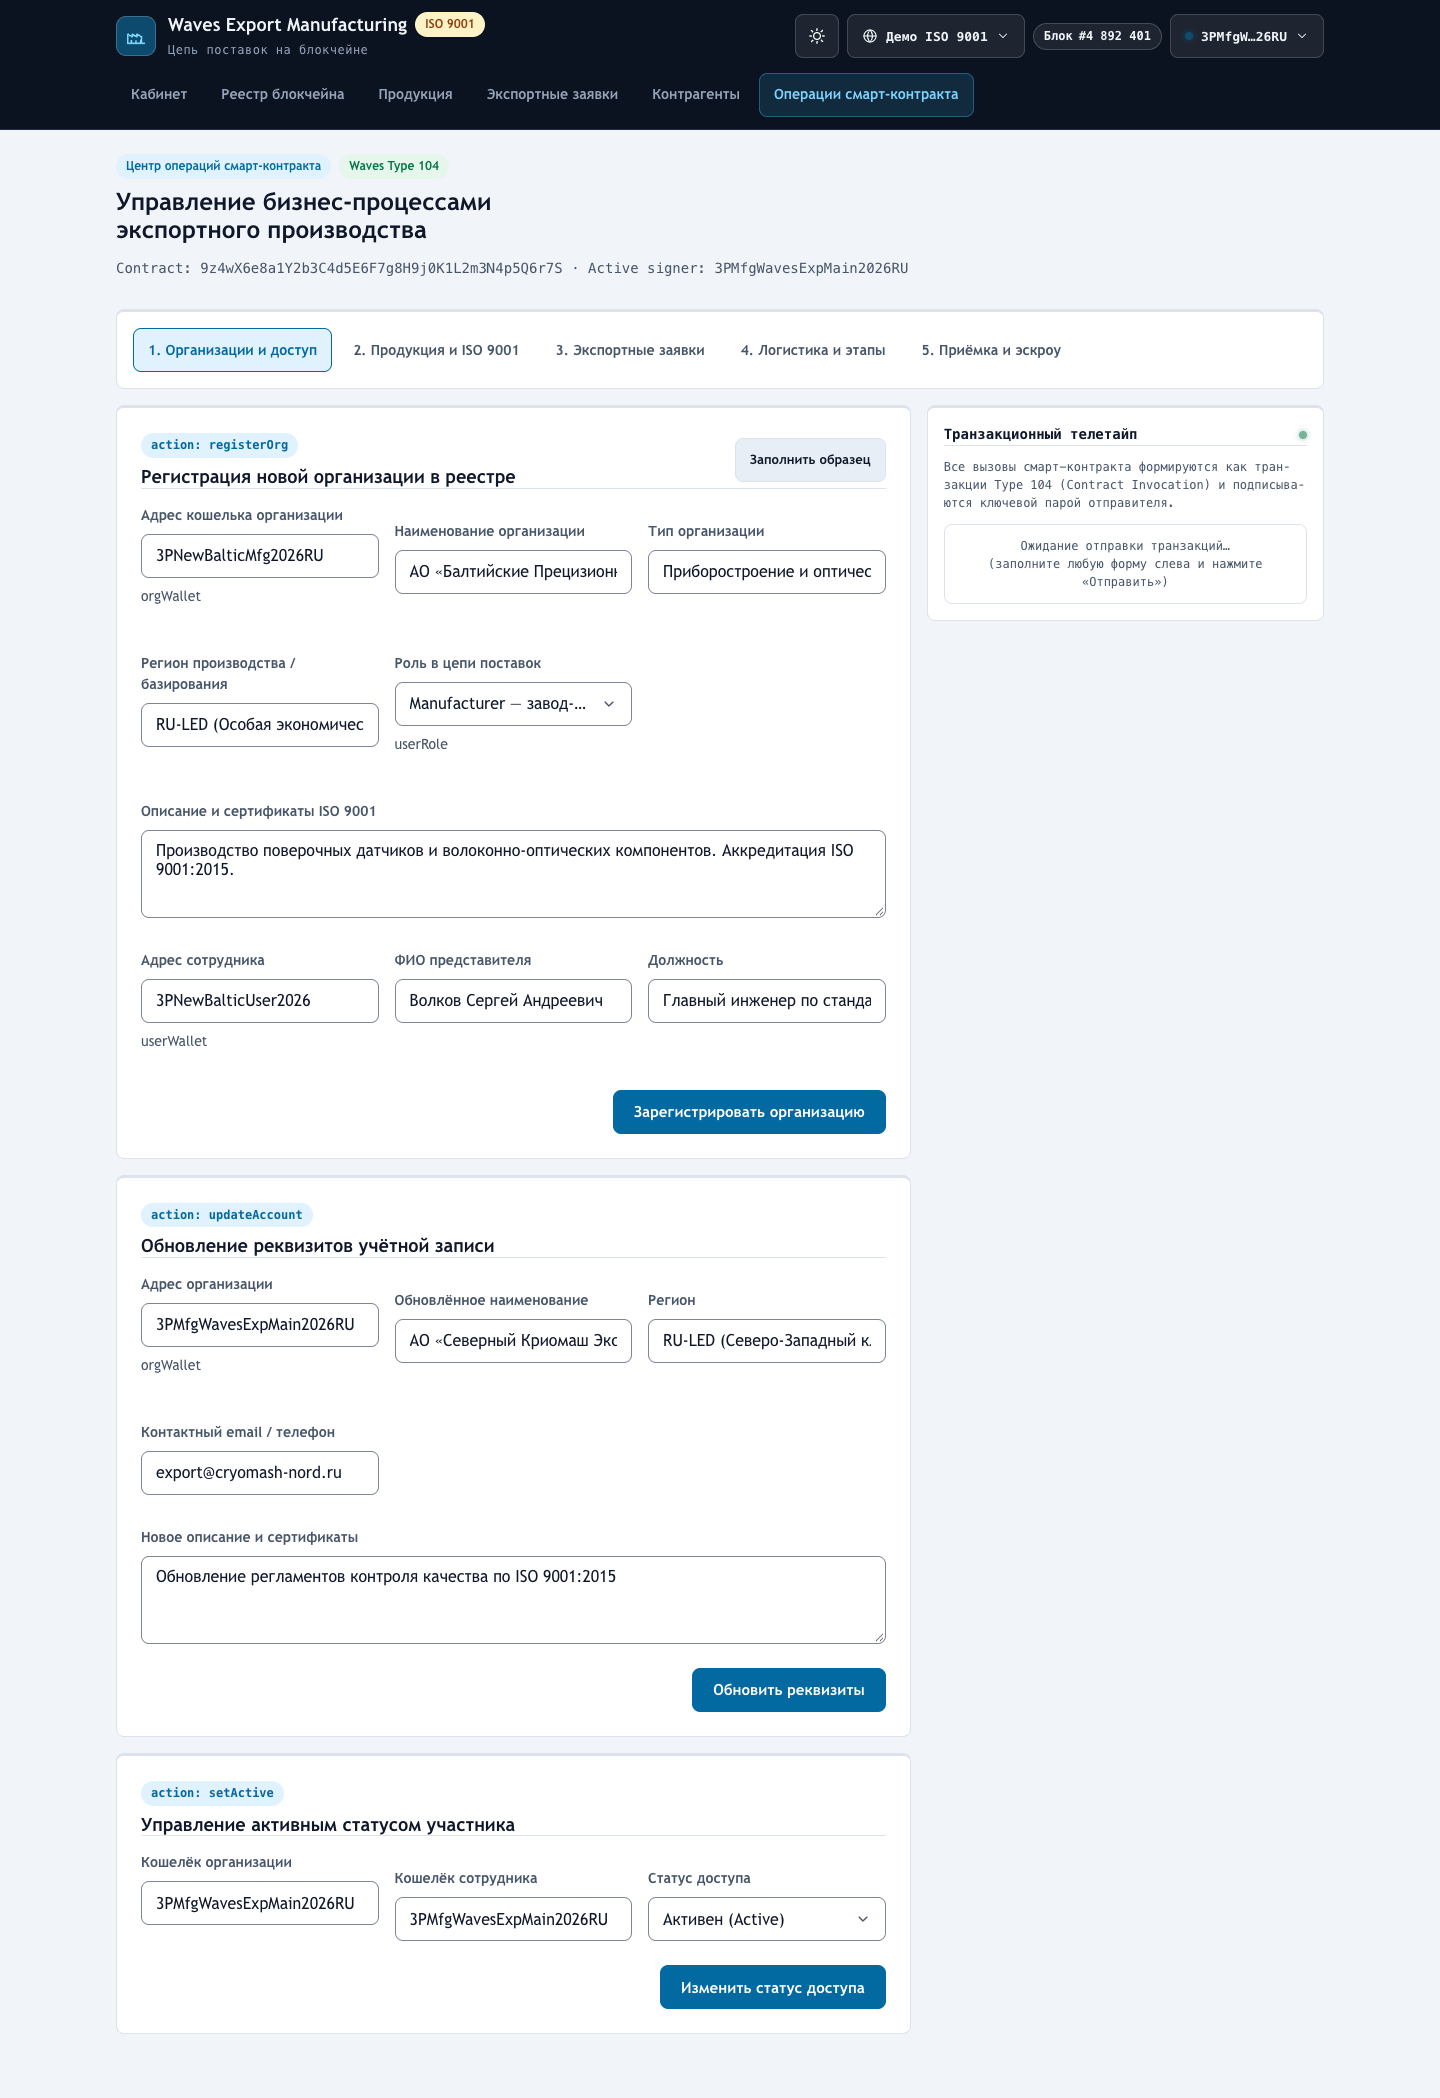 Waves Export Manufacturing
ISO 9001
Цепь поставок на блокчейне
Демо ISO 9001
Блок #4 892 401
3PMfgW…26RU
Кабинет
Реестр блокчейна
Продукция
Экспортные заявки
Контрагенты
Операции смарт-контракта
Центр операций смарт-контракта
Waves Type 104
Управление бизнес-процессами
экспортного производства
Contract: 9z4wX6e8a1Y2b3C4d5E6F7g8H9j0K1L2m3N4p5Q6r7S · Active signer: 3PMfgWavesExpMain2026RU
1. Организации и доступ
2. Продукция и ISO 9001
3. Экспортные заявки
4. Логистика и этапы
5. Приёмка и эскроу
action: registerOrg
Регистрация новой организации в реестре
Заполнить образец
Адрес кошелька организации
3PNewBalticMfg2026RU
orgWallet
Наименование организации
АО «Балтийские Прецизион
Тип организации
Приборостроение и оптичес
Регион производства /
базирования
RU-LED (Особая экономичес
Роль в цепи поставок
Manufacturer — завод-…
userRole
Описание и сертификаты ISO 9001
Производство поверочных датчиков и волоконно-оптических компонентов. Аккредитация ISO
9001:2015.
Адрес сотрудника
3PNewBalticUser2026
userWallet
ФИО представителя
Волков Сергей Андреевич
Должность
Главный инженер по станда
Зарегистрировать организацию
Транзакционный телетайп
Все вызовы смарт-контракта формируются как тран-
закции Type 104 (Contract Invocation) и подписыва-
ются ключевой парой отправителя.
Ожидание отправки транзакций…
(заполните любую форму слева и нажмите
«Отправить»)
action: updateAccount
Обновление реквизитов учётной записи
Адрес организации
3PMfgWavesExpMain2026RU
orgWallet
Обновлённое наименование
АО «Северный Криомаш Экс
Регион
RU-LED (Северо-Западный к
Контактный email / телефон
export@cryomash-nord.ru
Новое описание и сертификаты
Обновление регламентов контроля качества по ISO 9001:2015
Обновить реквизиты
action: setActive
Управление активным статусом участника
Кошелёк организации
3PMfgWavesExpMain2026RU
Кошелёк сотрудника
3PMfgWavesExpMain2026RU
Статус доступа
Активен (Active)
Изменить статус доступа